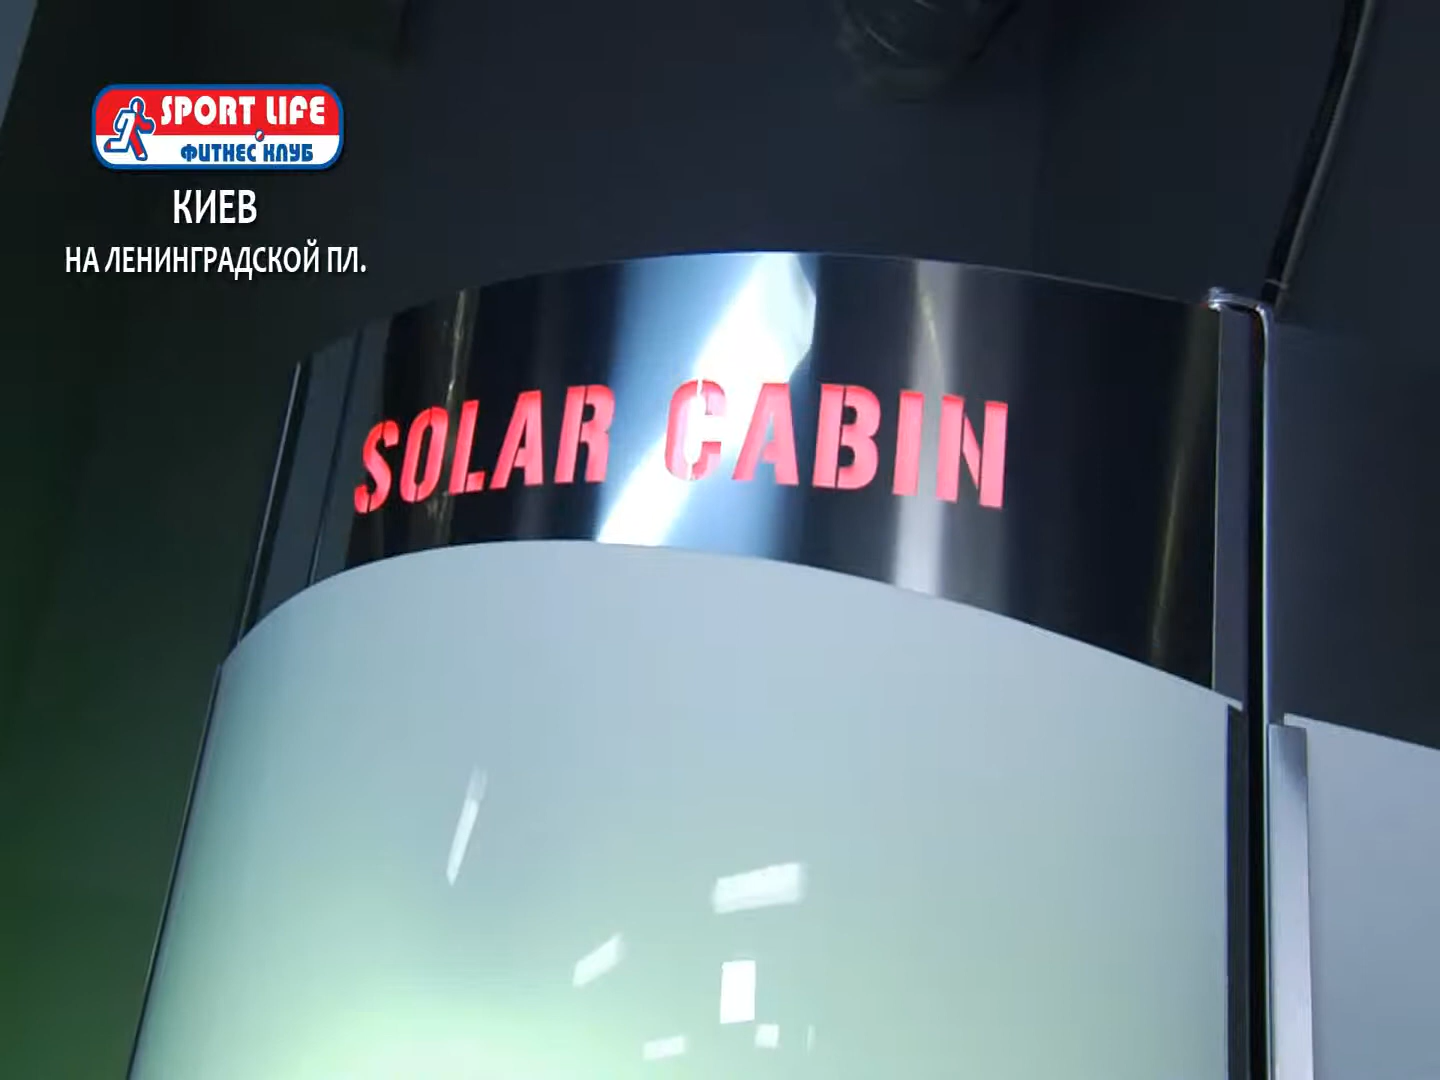 SPORT LIFE
ФИТНЕС КЛУБ
КИЕВ
НА ЛЕНИНГРАДСКОЙ ПЛ.
SOLAR CABIN